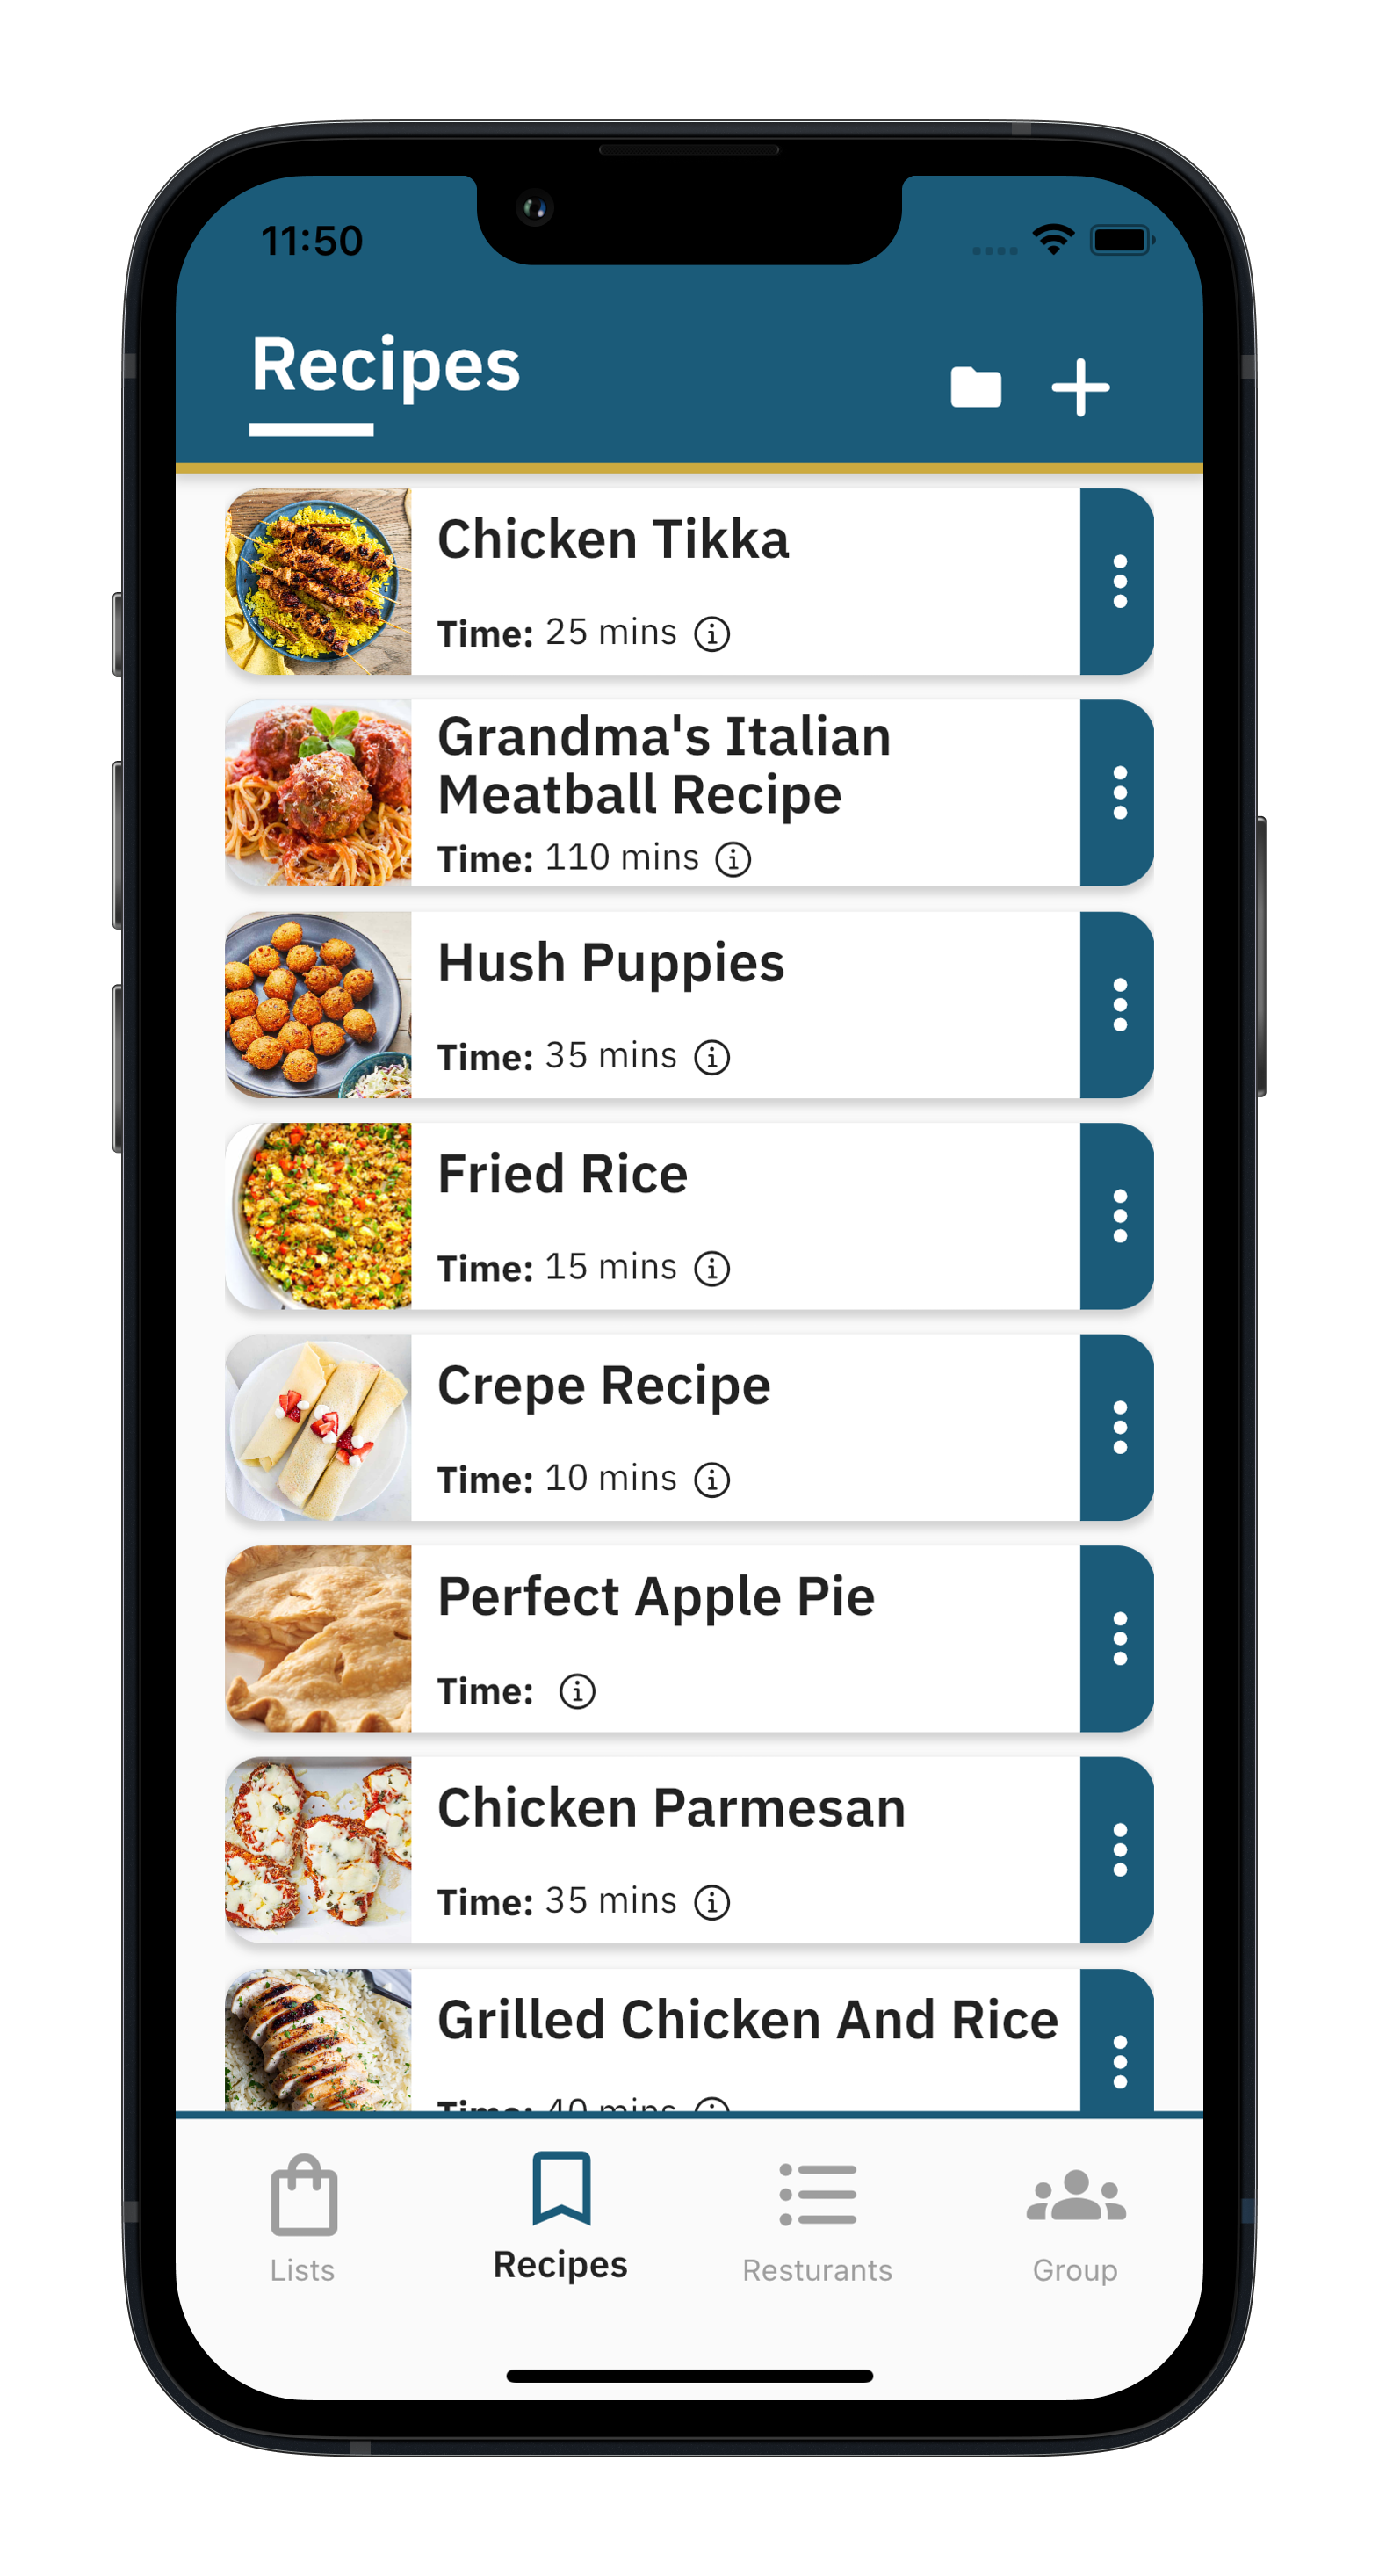 11:50
Recipes
Chicken Tikka
Time: 25 mins
Grandma's Italian
Meatball Recipe
Time: 110 mins
Hush Puppies
Time: 35 mins
Fried Rice
Time: 15 mins
Crepe Recipe
Time: 10 mins
Perfect Apple Pie
Time:
Chicken Parmesan
Time: 35 mins
Grilled Chicken And Rice
Time: 40 mins
Lists
Recipes
Resturants
Group